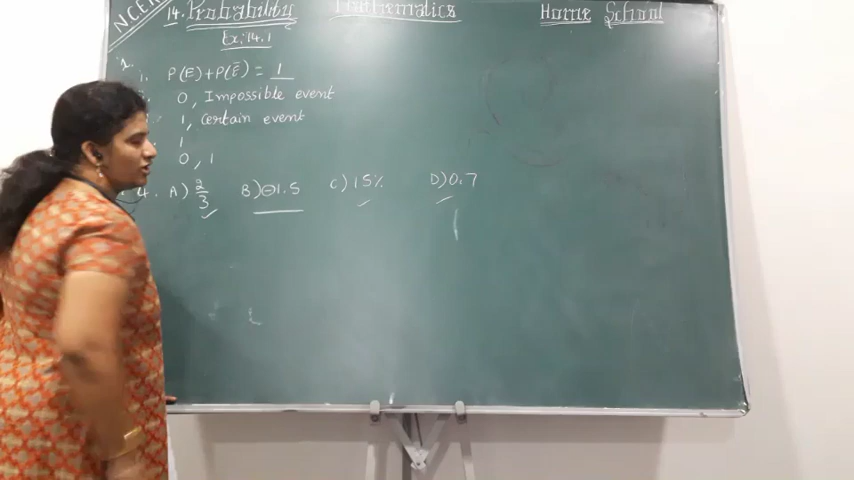 NCER
14. Probability Mathematics Home School
Ex: 14.1
1.
i. P(E)+P(Ē) = 1
0, Impossible event
1, Certain event
1
0, 1
4. A) 2/3 B) -1.5 C) 15% D) 0.7